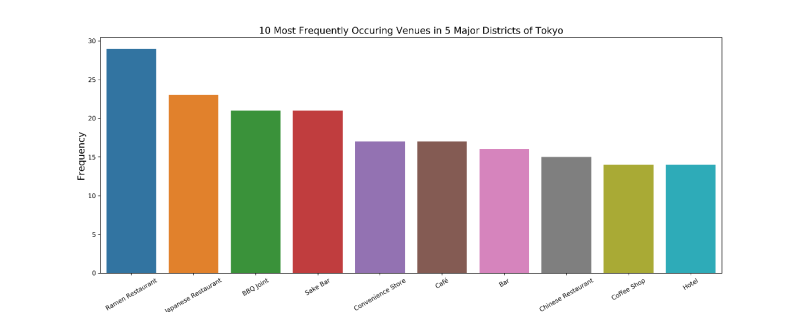 10 Most Frequently Occuring Venues in 5 Major Districts of Tokyo
30
25
20
15
10
5
0
Frequency
Ramen Restaurant
Japanese Restaurant
BBQ Joint
Sake Bar
Convenience Store
Café
Bar
Chinese Restaurant
Coffee Shop
Hotel